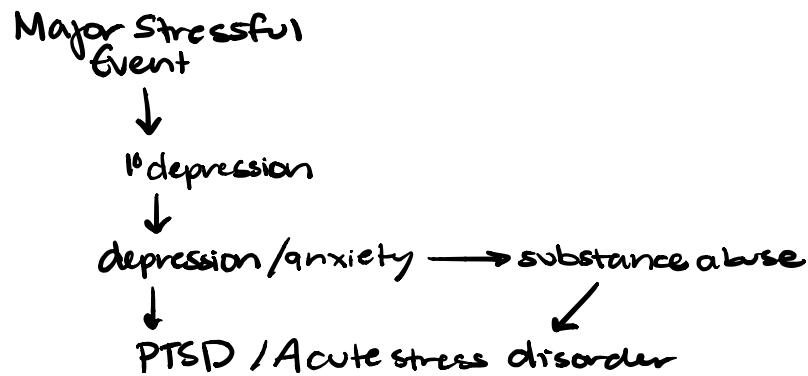 Major Stressful
Event
1° depression
depression/anxiety → substance abuse
PTSD / Acute stress disorder